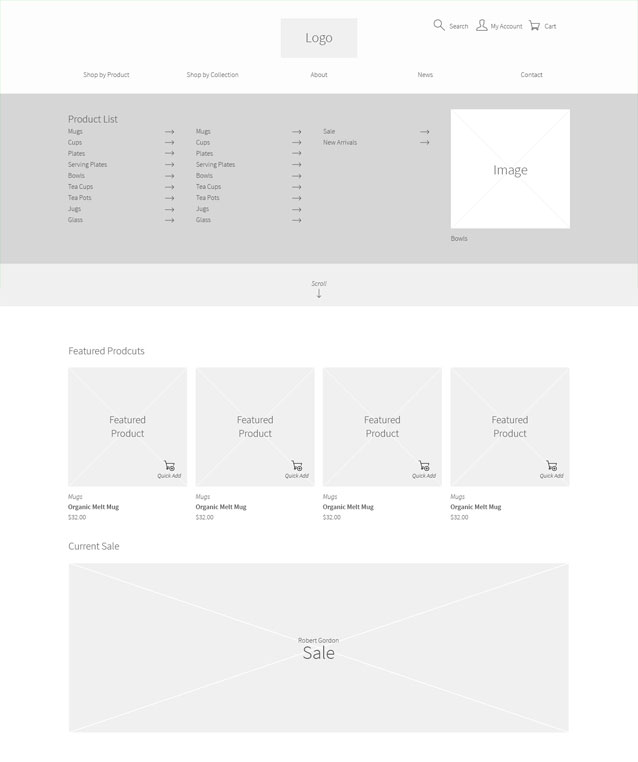 Logo
Search
My Account
Cart
Shop by Product
Shop by Collection
About
News
Contact
Product List
Mugs
Cups
Plates
Serving Plates
Bowls
Tea Cups
Tea Pots
Jugs
Glass
Mugs
Cups
Plates
Serving Plates
Bowls
Tea Cups
Tea Pots
Jugs
Glass
Sale
New Arrivals
Image
Bowls
Scroll
Featured Prodcuts
Featured
Product
Quick Add
Mugs
Organic Melt Mug
$32.00
Featured
Product
Quick Add
Mugs
Organic Melt Mug
$32.00
Featured
Product
Quick Add
Mugs
Organic Melt Mug
$32.00
Featured
Product
Quick Add
Mugs
Organic Melt Mug
$32.00
Current Sale
Robert Gordon
Sale